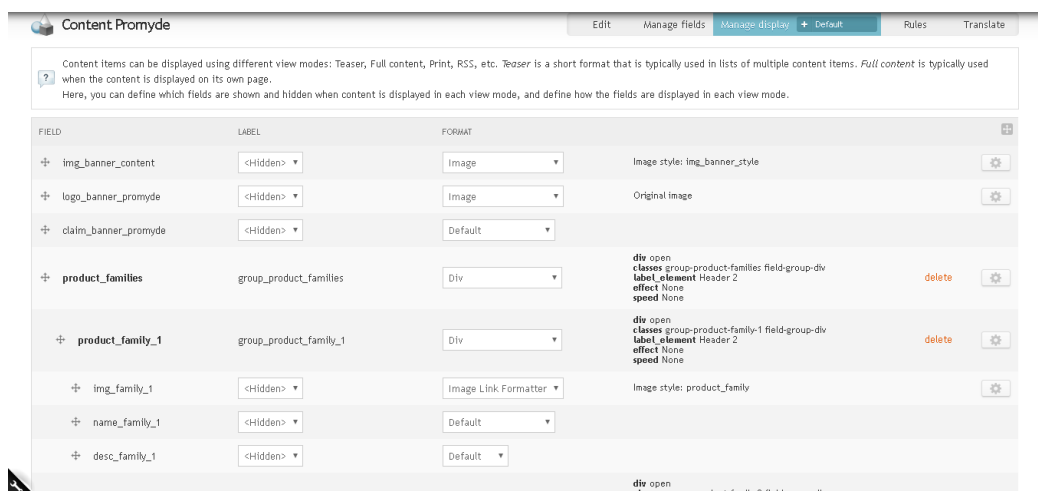 Content Promyde
Edit Manage fields Manage display + Default Rules Translate
Content items can be displayed using different view modes: Teaser, Full content, Print, RSS, etc. Teaser is a short format that is typically used in lists of multiple content items. Full content is typically used
? when the content is displayed on its own page.
Here, you can define which fields are shown and hidden when content is displayed in each view mode, and define how the fields are displayed in each view mode.
FIELD LABEL FORMAT
img_banner_content <Hidden> Image Image style: img_banner_style
logo_banner_promyde <Hidden> Image Original image
claim_banner_promyde <Hidden> Default
div open
classes group-product-families field-group-div
product_families group_product_families Div label_element Header 2 delete
effect None
speed None
div open
classes group-product-family-1 field-group-div
product_family_1 group_product_family_1 Div label_element Header 2 delete
effect None
speed None
img_family_1 <Hidden> Image Link Formatter Image style: product_family
name_family_1 <Hidden> Default
desc_family_1 <Hidden> Default
div open